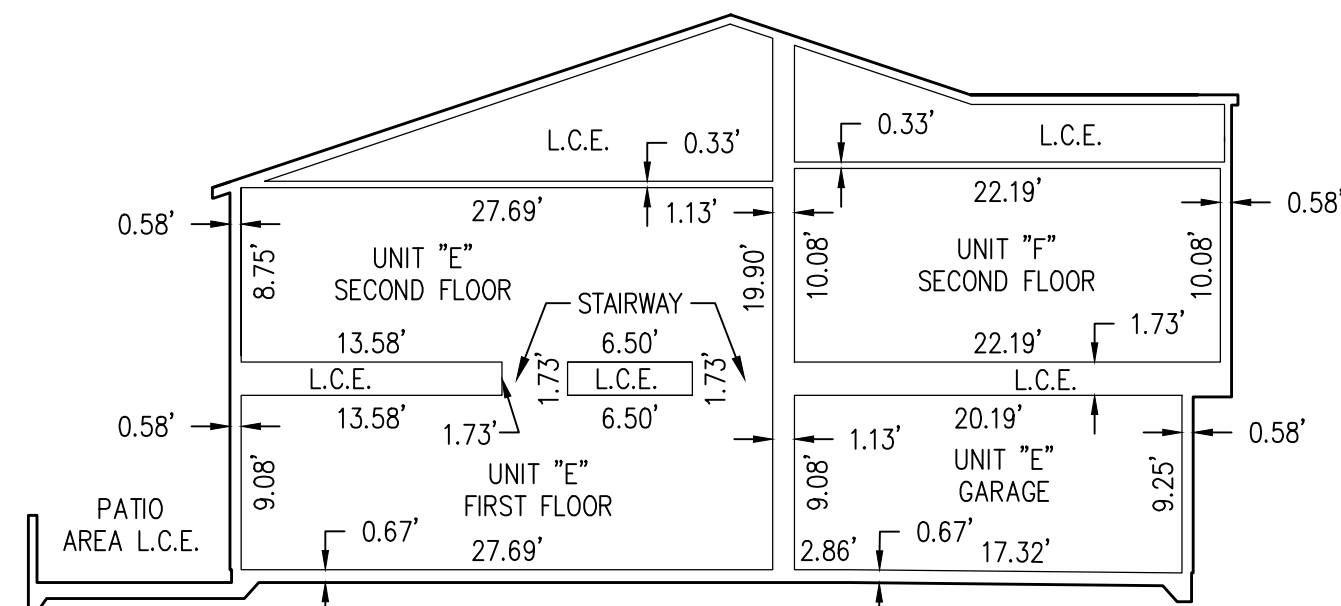 0.33'
L.C.E.
0.33'
L.C.E.
27.69'
1.13'
22.19'
0.58'
0.58'
8.75'
UNIT "E"
SECOND FLOOR
19.90'
10.08'
UNIT "F"
SECOND FLOOR
10.08'
STAIRWAY
1.73'
13.58'
6.50'
22.19'
L.C.E.
1.73'
L.C.E.
1.73'
L.C.E.
13.58'
6.50'
20.19'
0.58'
1.73'
1.13'
0.58'
9.08'
UNIT "E"
FIRST FLOOR
9.08'
UNIT "E"
GARAGE
9.25'
PATIO
AREA L.C.E.
0.67'
27.69'
0.67'
2.86'
17.32'